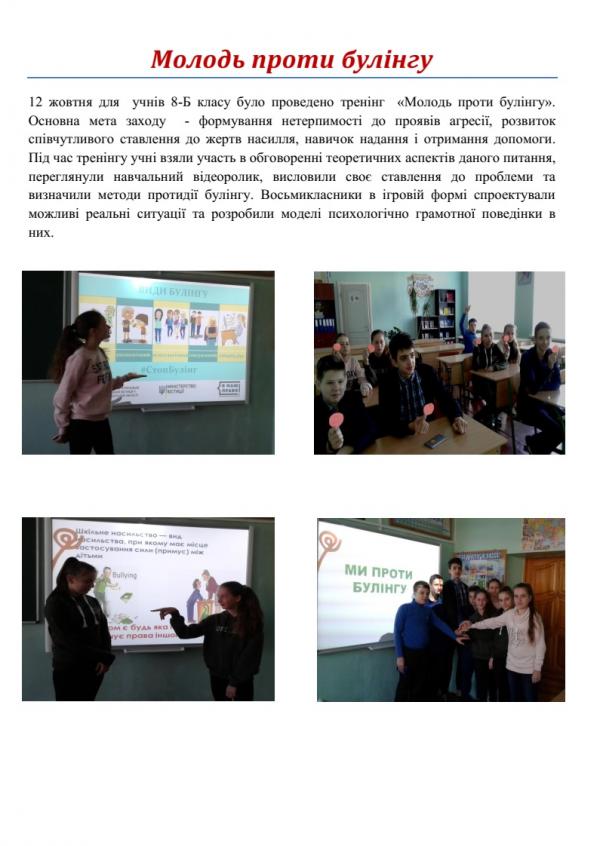 Молодь проти булінгу
12 жовтня для учнів 8-Б класу було проведено тренінг «Молодь проти булінгу».
Основна мета заходу - формування нетерпимості до проявів агресії, розвиток
співчутливого ставлення до жертв насилля, навичок надання і отримання допомоги.
Під час тренінгу учні взяли участь в обговоренні теоретичних аспектів даного питання,
переглянули навчальний відеоролик, висловили своє ставлення до проблеми та
визначили методи протидії булінгу. Восьмикласники в ігровій формі спроектували
можливі реальні ситуації та розробили моделі психологічно грамотної поведінки в
них.
ВИДИ БУЛІНГУ
#СтопБулінг
МІНІСТЕРСТВО
ЮСТИЦІЇ
Я МАЮ
ПРАВО!
Шкільне насильство — вид
насильства, при якому має місце
застосування сили (примус) між
дітьми
Bullying
ом є будь яка
ує права іншо
МИ ПРОТИ
БУЛІНГУ